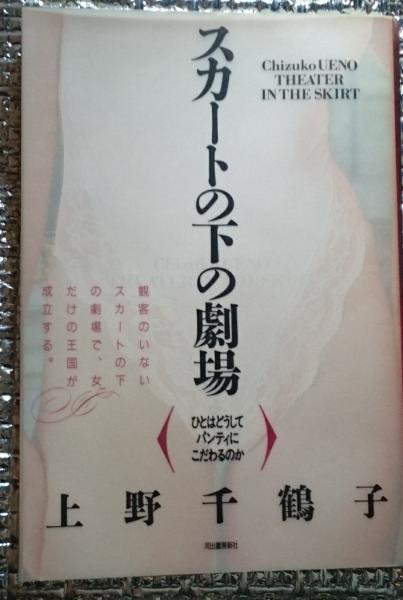 スカートの下の劇場
Chizuko UENO
THEATER
IN THE SKIRT
観客のいない
スカートの下
の劇場で、女
だけの王国が
成立する。
ひとはどうして
パンティに
こだわるのか
上野千鶴子
河出書房新社